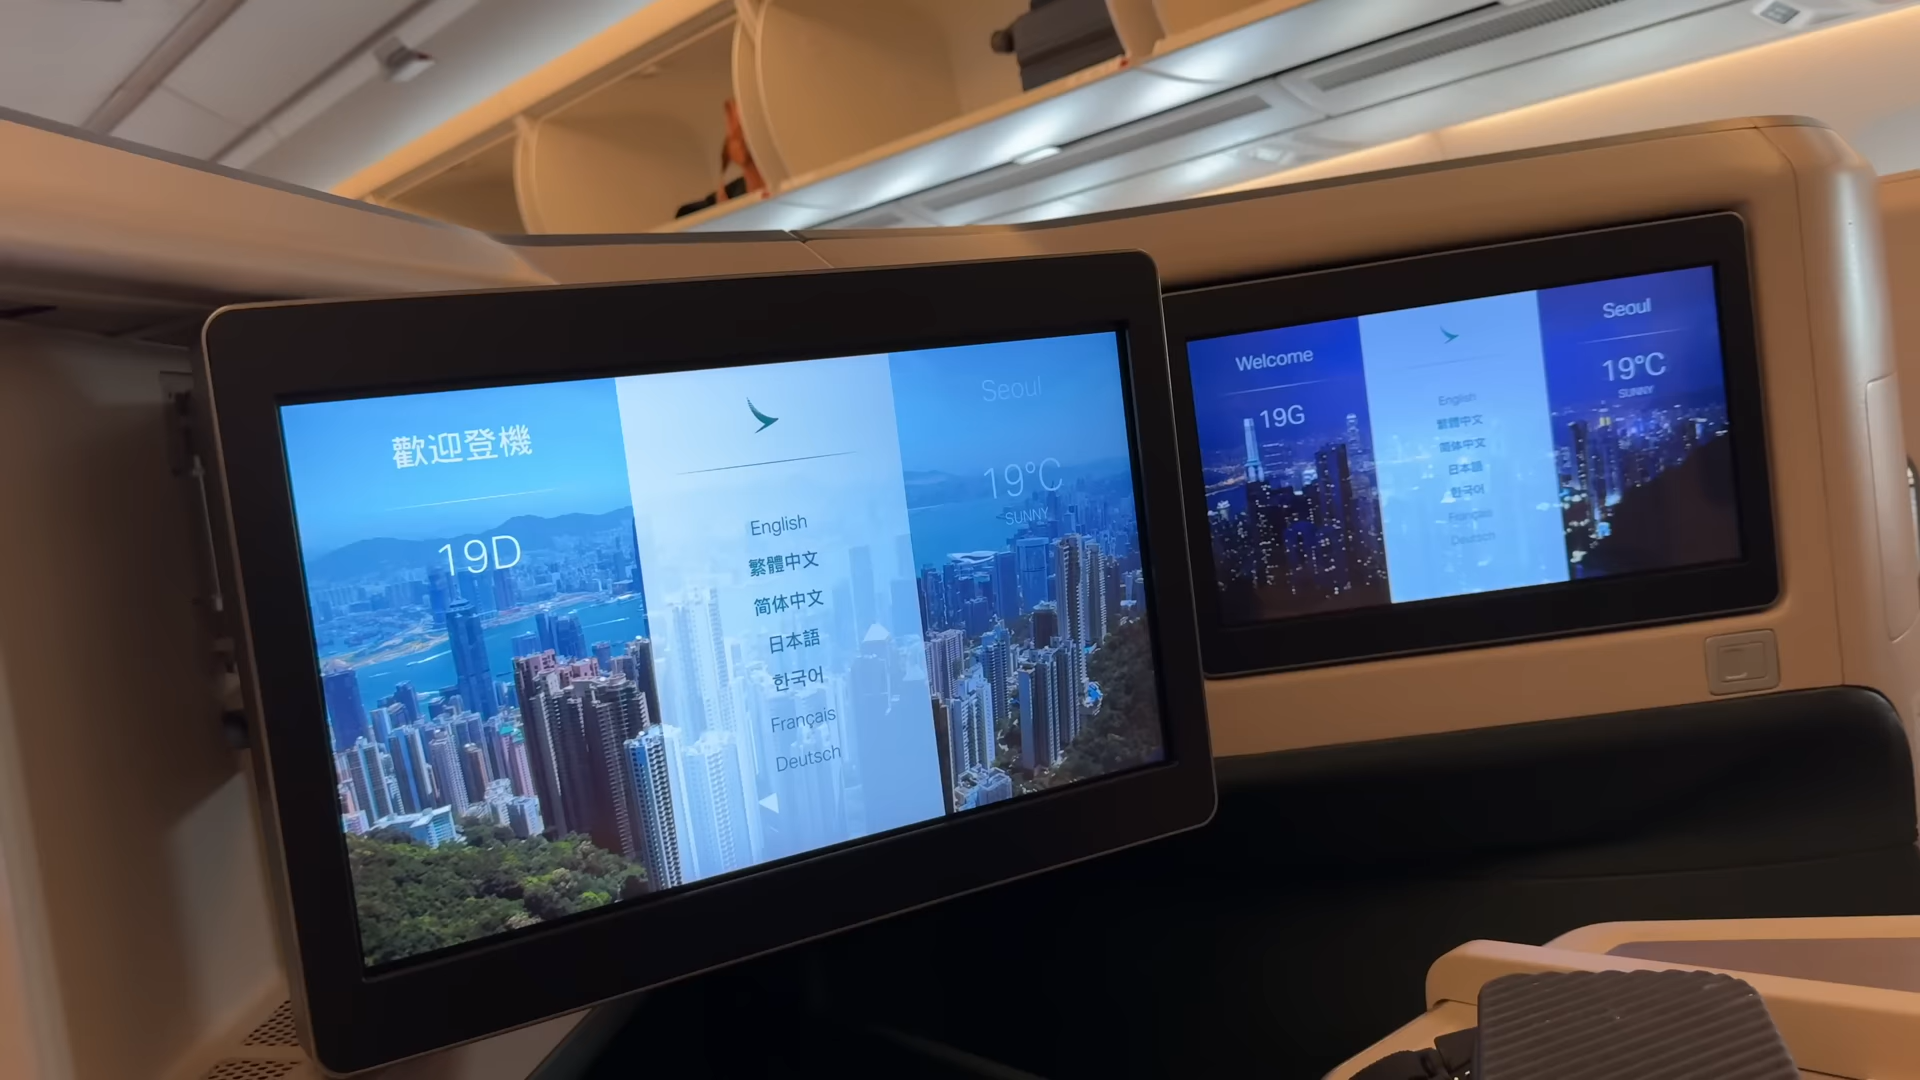 歡迎登機
19D
English
繁體中文
简体中文
日本語
한국어
Français
Deutsch
Seoul
19°C
SUNNY
Welcome
19G
English
繁體中文
简体中文
日本語
한국어
Français
Deutsch
Seoul
19°C
SUNNY